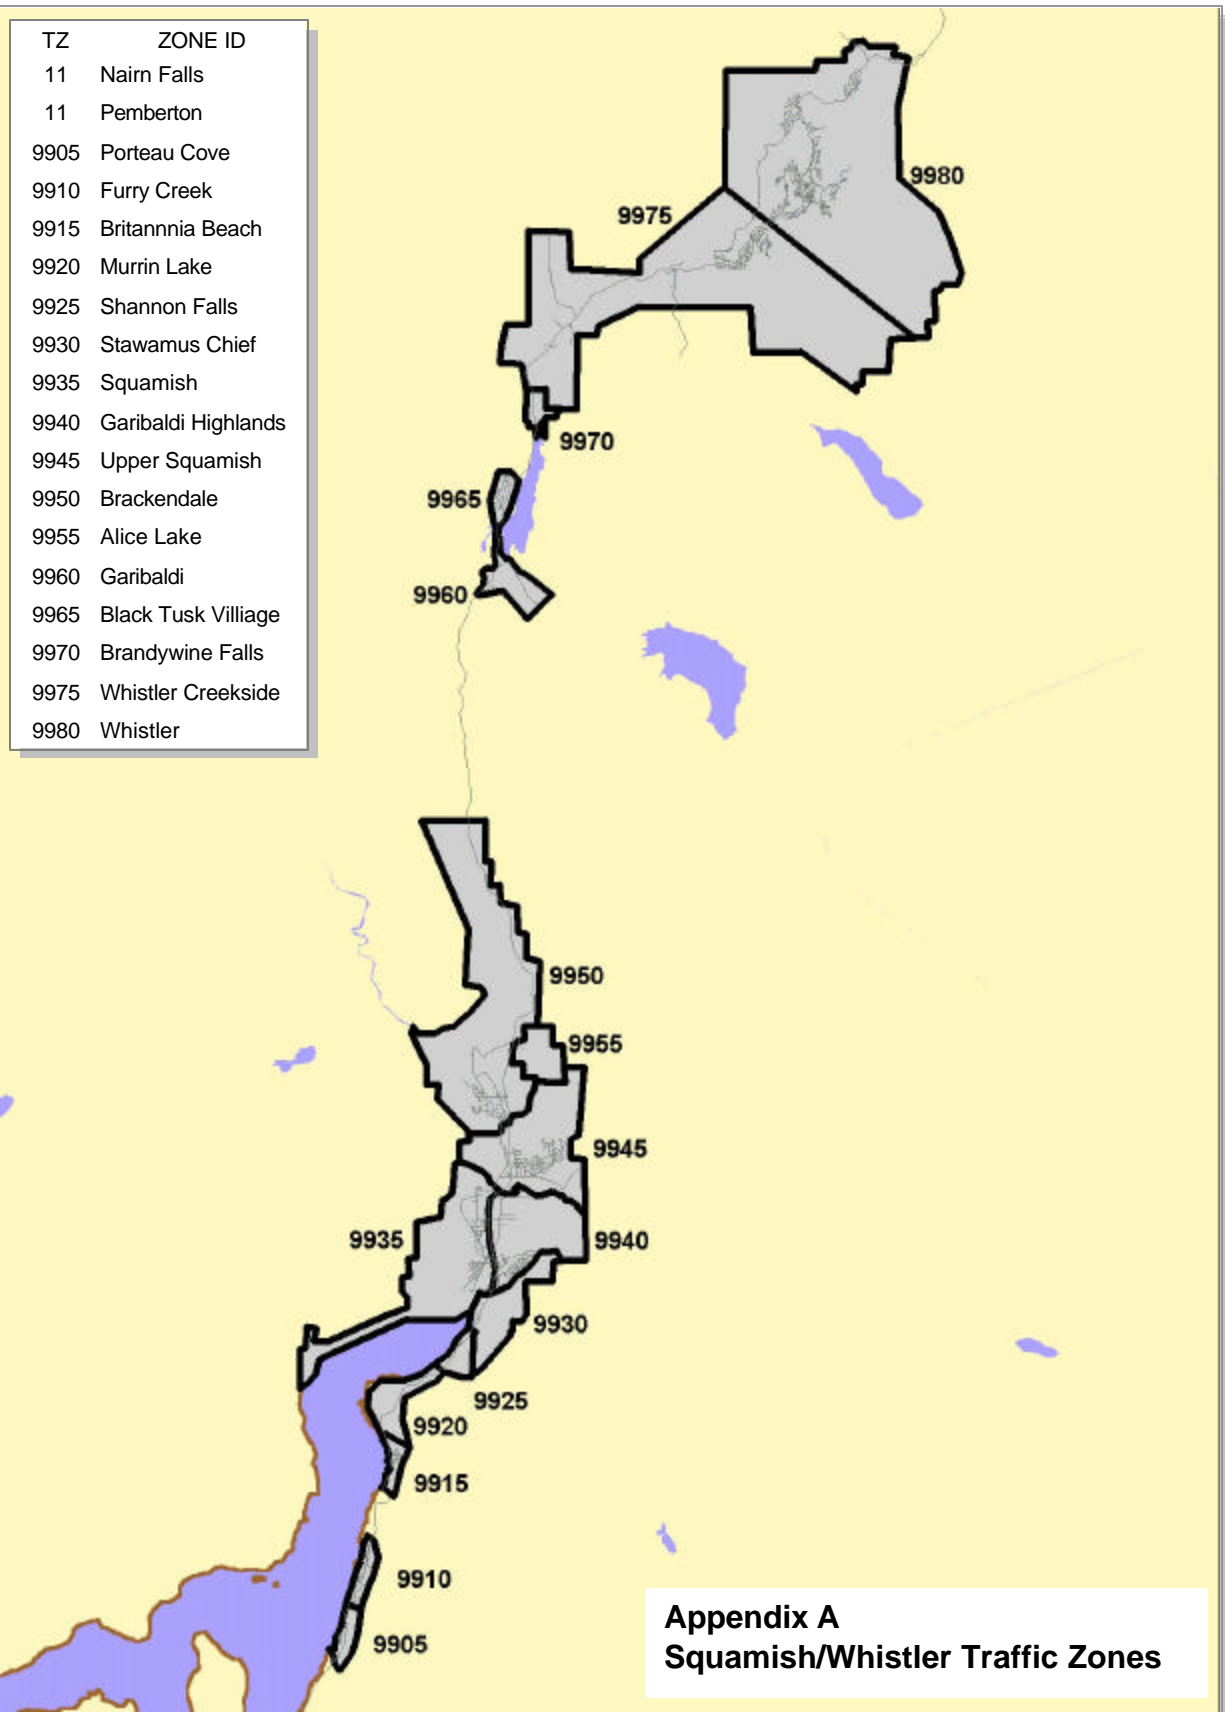 TZ ZONE ID
11 Nairn Falls
11 Pemberton
9905 Porteau Cove
9910 Furry Creek
9915 Britannnia Beach
9920 Murrin Lake
9925 Shannon Falls
9930 Stawamus Chief
9935 Squamish
9940 Garibaldi Highlands
9945 Upper Squamish
9950 Brackendale
9955 Alice Lake
9960 Garibaldi
9965 Black Tusk Villiage
9970 Brandywine Falls
9975 Whistler Creekside
9980 Whistler
9980
9975
9970
9965
9960
9950
9955
9945
9935
9940
9930
9925
9920
9915
9910
9905
Appendix A
Squamish/Whistler Traffic Zones